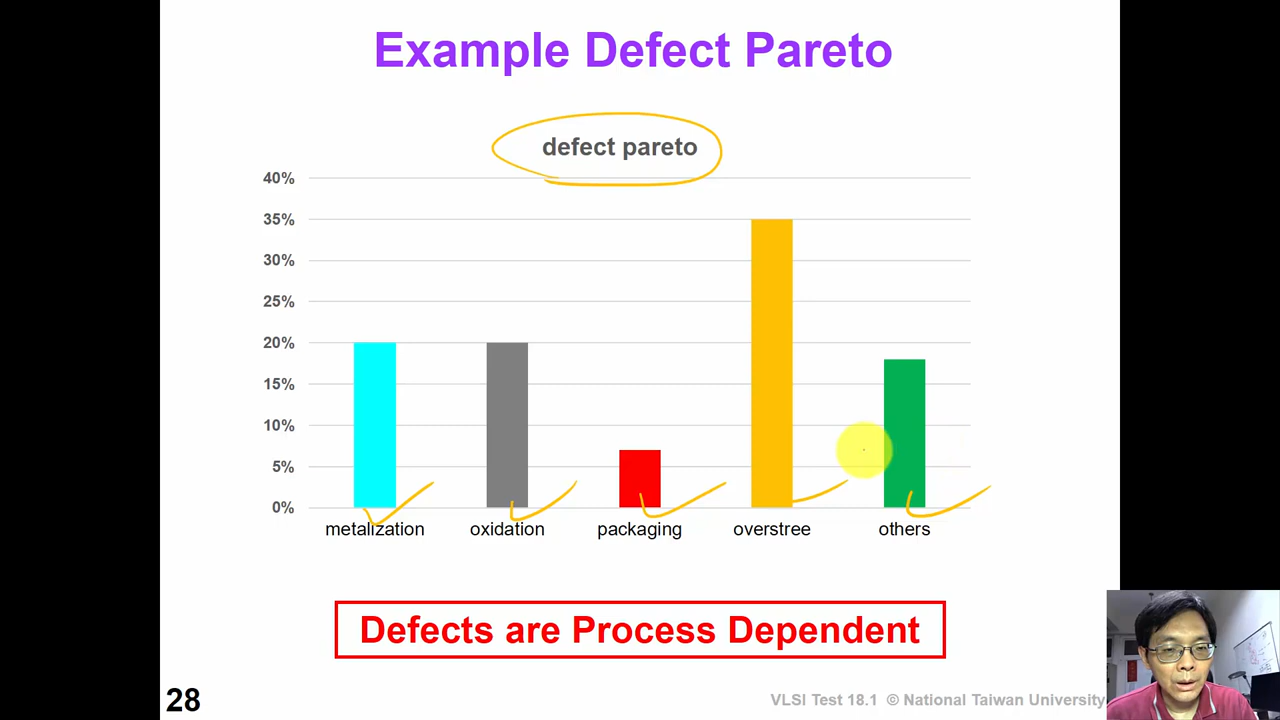 Example Defect Pareto
defect pareto
40%
35%
30%
25%
20%
15%
10%
5%
0%
metalization oxidation packaging overstree others
Defects are Process Dependent
28
VLSI Test 18.1 © National Taiwan University